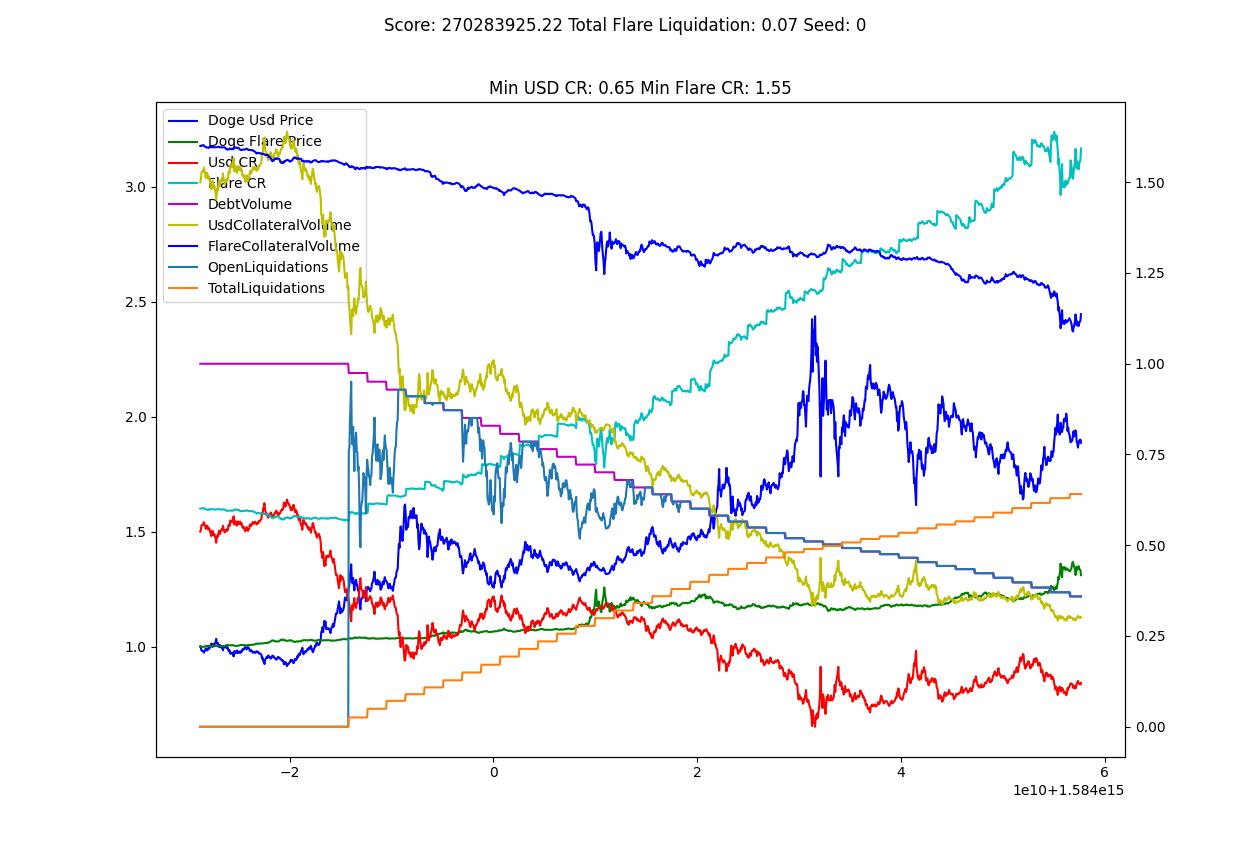 Score: 270283925.22 Total Flare Liquidation: 0.07 Seed: 0
Min USD CR: 0.65 Min Flare CR: 1.55
Doge Usd Price
Doge Flare Price
Usd CR
Flare CR
DebtVolume
UsdCollateralVolume
FlareCollateralVolume
OpenLiquidations
TotalLiquidations
3.0
2.5
2.0
1.5
1.0
1.50
1.25
1.00
0.75
0.50
0.25
0.00
−2
0
2
4
6
1e10+1.584e15